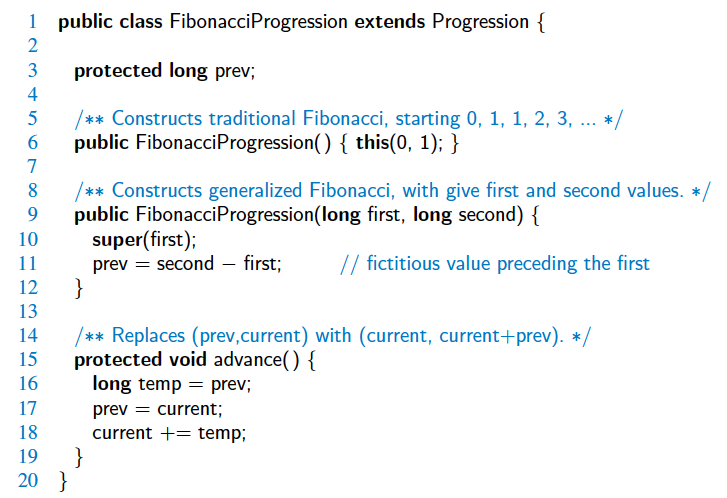 1 public class FibonacciProgression extends Progression {
2
3 protected long prev;
4
5 /** Constructs traditional Fibonacci, starting 0, 1, 1, 2, 3, ... */
6 public FibonacciProgression( ) { this(0, 1); }
7
8 /** Constructs generalized Fibonacci, with give first and second values. */
9 public FibonacciProgression(long first, long second) {
10 super(first);
11 prev = second − first; // fictitious value preceding the first
12 }
13
14 /** Replaces (prev,current) with (current, current+prev). */
15 protected void advance( ) {
16 long temp = prev;
17 prev = current;
18 current += temp;
19 }
20 }